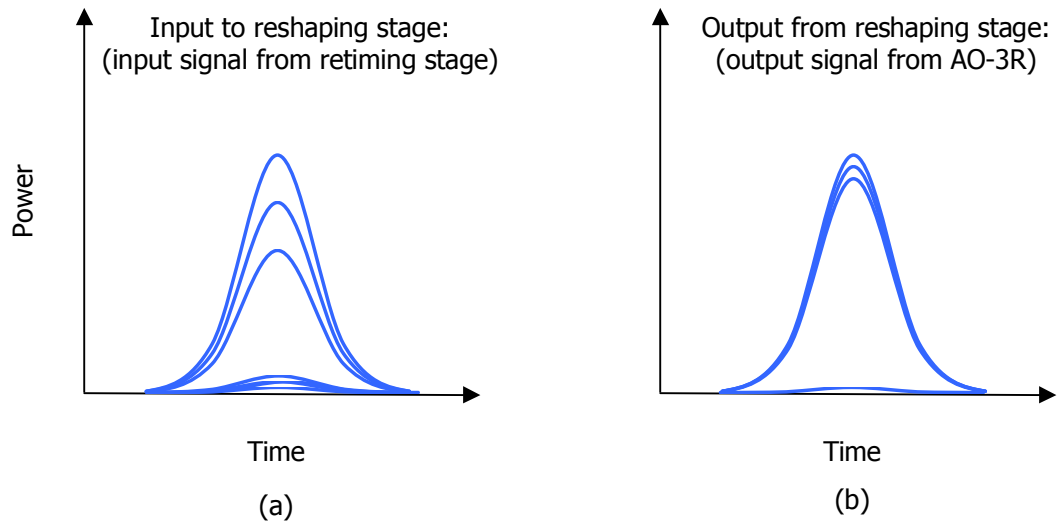 Input to reshaping stage:
(input signal from retiming stage)
Power
Time
(a)
Output from reshaping stage:
(output signal from AO-3R)
Time
(b)